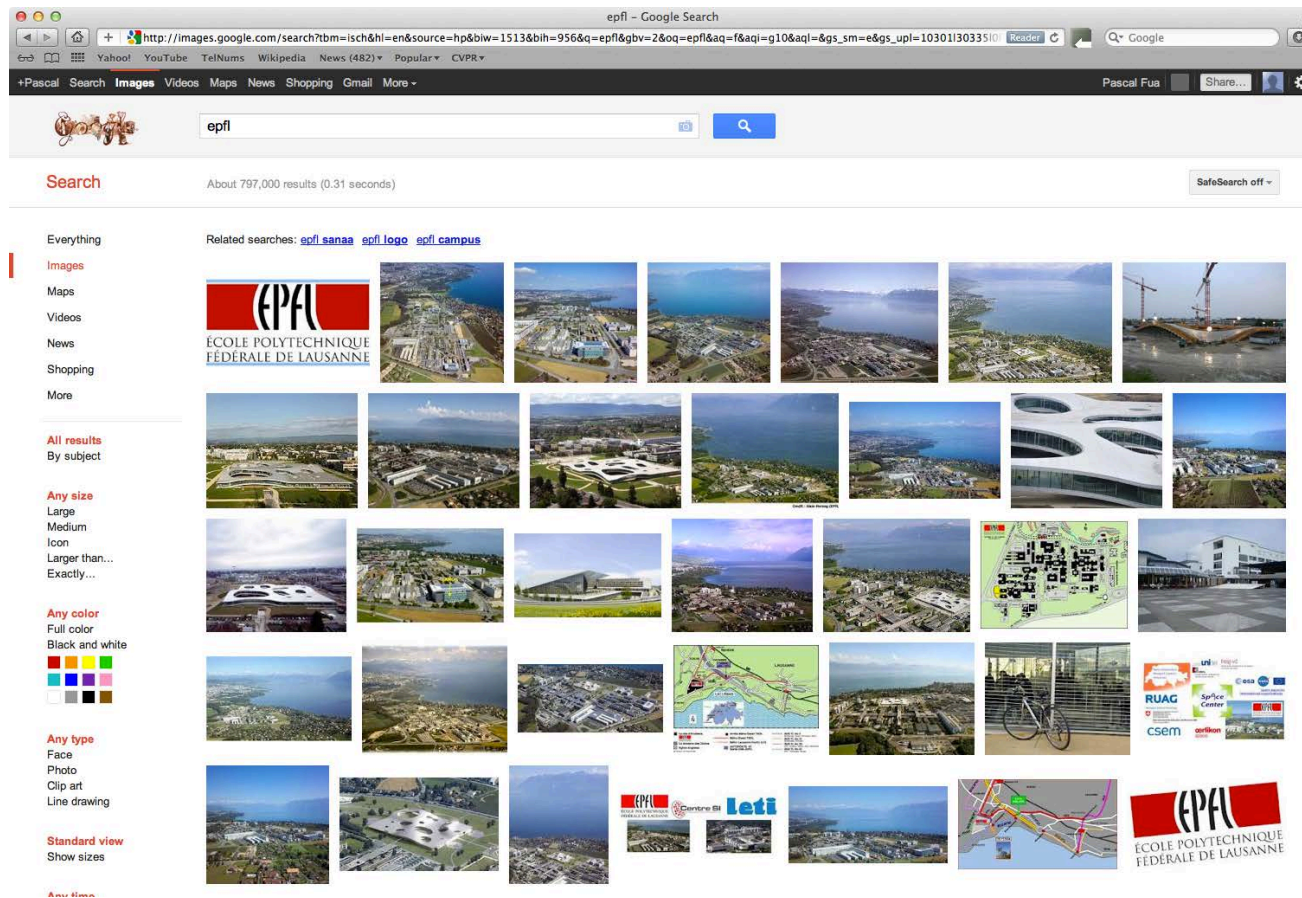 epfl – Google Search
http://images.google.com/search?tbm=isch&hl=en&source=hp&biw=1513&bih=956&q=epfl&gbv=2&oq=epfl&aq=f&aqi=g10&aql=&gs_sm=e&gs_upl=10301l30335l0l Reader Google
Yahoo! YouTube TelNums Wikipedia News (482) Popular CVPR
+Pascal Search Images Videos Maps News Shopping Gmail More Pascal Fua Share...
Google epfl
Search About 797,000 results (0.31 seconds) SafeSearch off
Everything
Related searches: epfl sanaa epfl logo epfl campus
Images
Maps
Videos
News
Shopping
More
EPFL
ÉCOLE POLYTECHNIQUE
FÉDÉRALE DE LAUSANNE
All results
By subject
Any size
Large
Medium
Icon
Larger than...
Exactly...
Any color
Full color
Black and white
LAUSANNE
RUAG
Space
Center
esa
csem
oerlikon
Any type
Face
Photo
Clip art
Line drawing
Standard view
Show sizes
Any time
EPFL
Centre SI
Leti
EPFL
ÉCOLE POLYTECHNIQUE
FÉDÉRALE DE LAUSANNE